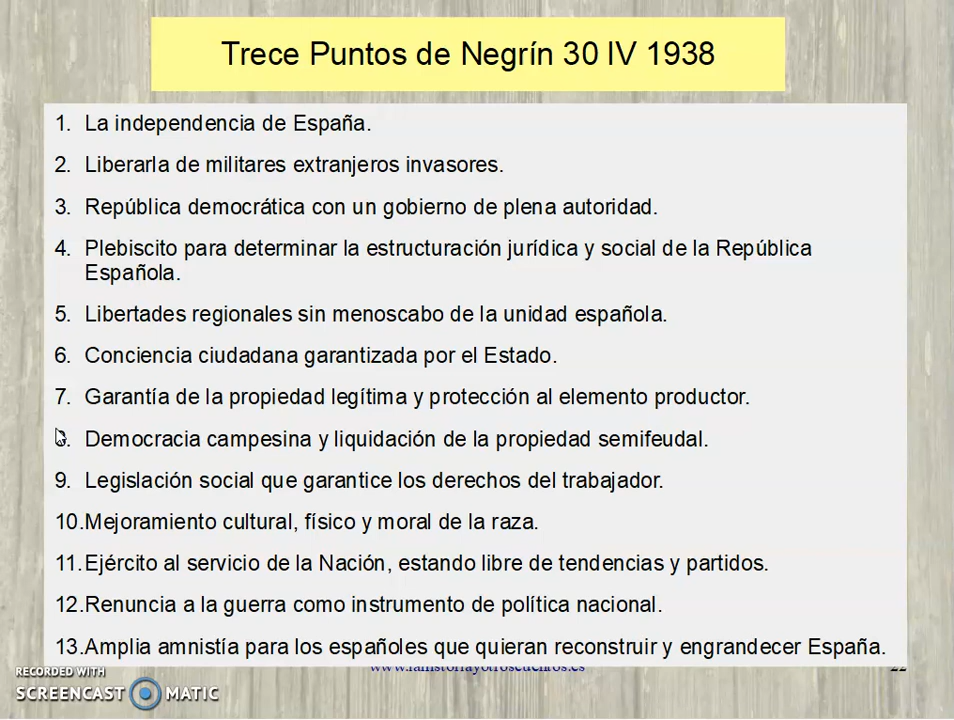 Trece Puntos de Negrín 30 IV 1938
1. La independencia de España.
2. Liberarla de militares extranjeros invasores.
3. República democrática con un gobierno de plena autoridad.
4. Plebiscito para determinar la estructuración jurídica y social de la República
Española.
5. Libertades regionales sin menoscabo de la unidad española.
6. Conciencia ciudadana garantizada por el Estado.
7. Garantía de la propiedad legítima y protección al elemento productor.
Democracia campesina y liquidación de la propiedad semifeudal.
9. Legislación social que garantice los derechos del trabajador.
10.Mejoramiento cultural, físico y moral de la raza.
11.Ejército al servicio de la Nación, estando libre de tendencias y partidos.
12.Renuncia a la guerra como instrumento de política nacional.
13.Amplia amnistía para los españoles que quieran reconstruir y engrandecer España.
RECORDED WITH
SCREENCAST MATIC
22